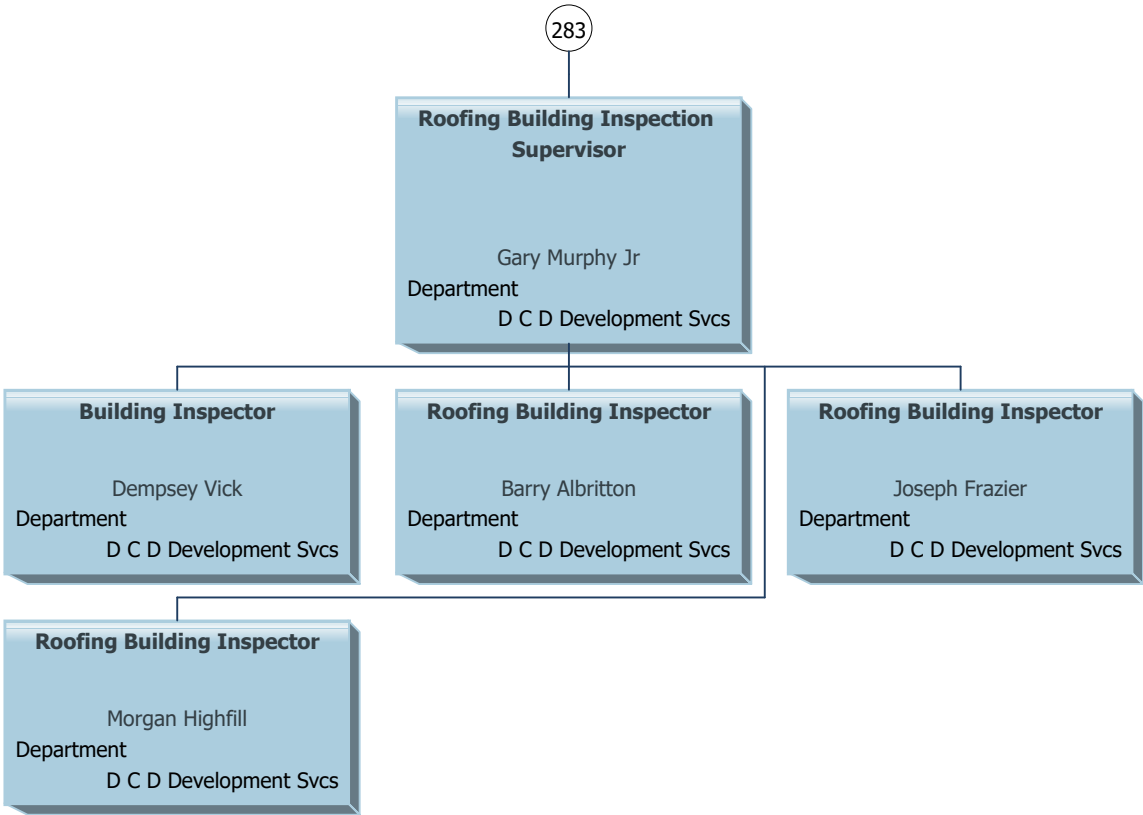 283
Roofing Building Inspection
Supervisor
Gary Murphy Jr
Department
D C D Development Svcs
Building Inspector
Dempsey Vick
Department
D C D Development Svcs
Roofing Building Inspector
Barry Albritton
Department
D C D Development Svcs
Roofing Building Inspector
Joseph Frazier
Department
D C D Development Svcs
Roofing Building Inspector
Morgan Highfill
Department
D C D Development Svcs